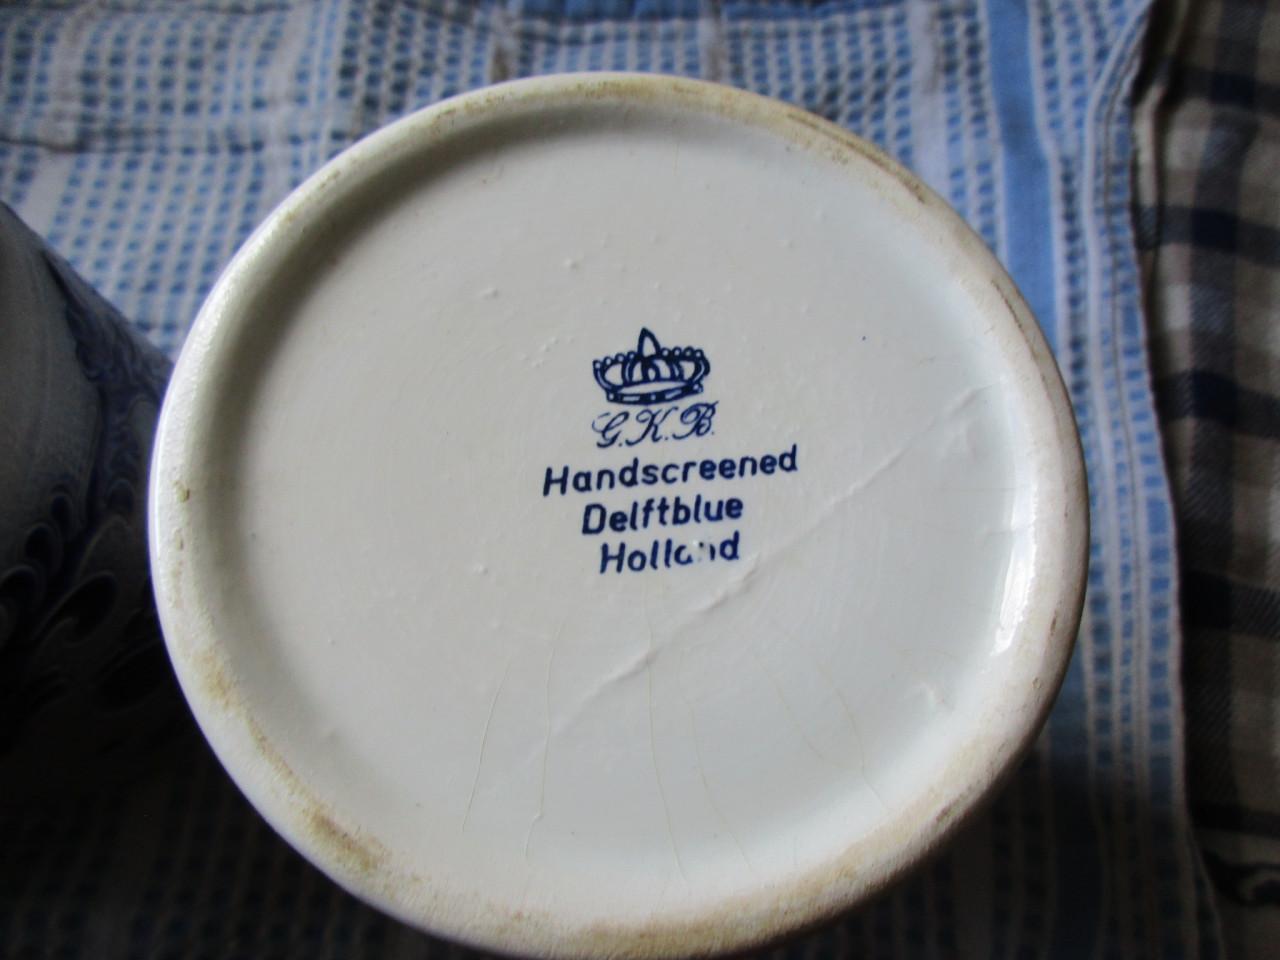 G.K.B.
Handscreened
Delftblue
Holland